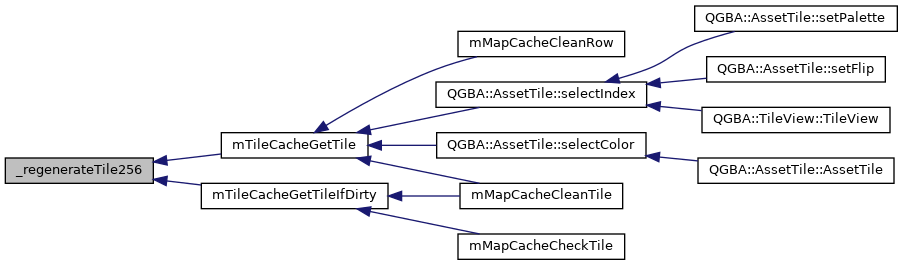 _regenerateTile256
mTileCacheGetTile
mTileCacheGetTileIfDirty
mMapCacheCleanRow
QGBA::AssetTile::selectIndex
QGBA::AssetTile::selectColor
mMapCacheCleanTile
mMapCacheCheckTile
QGBA::AssetTile::setPalette
QGBA::AssetTile::setFlip
QGBA::TileView::TileView
QGBA::AssetTile::AssetTile